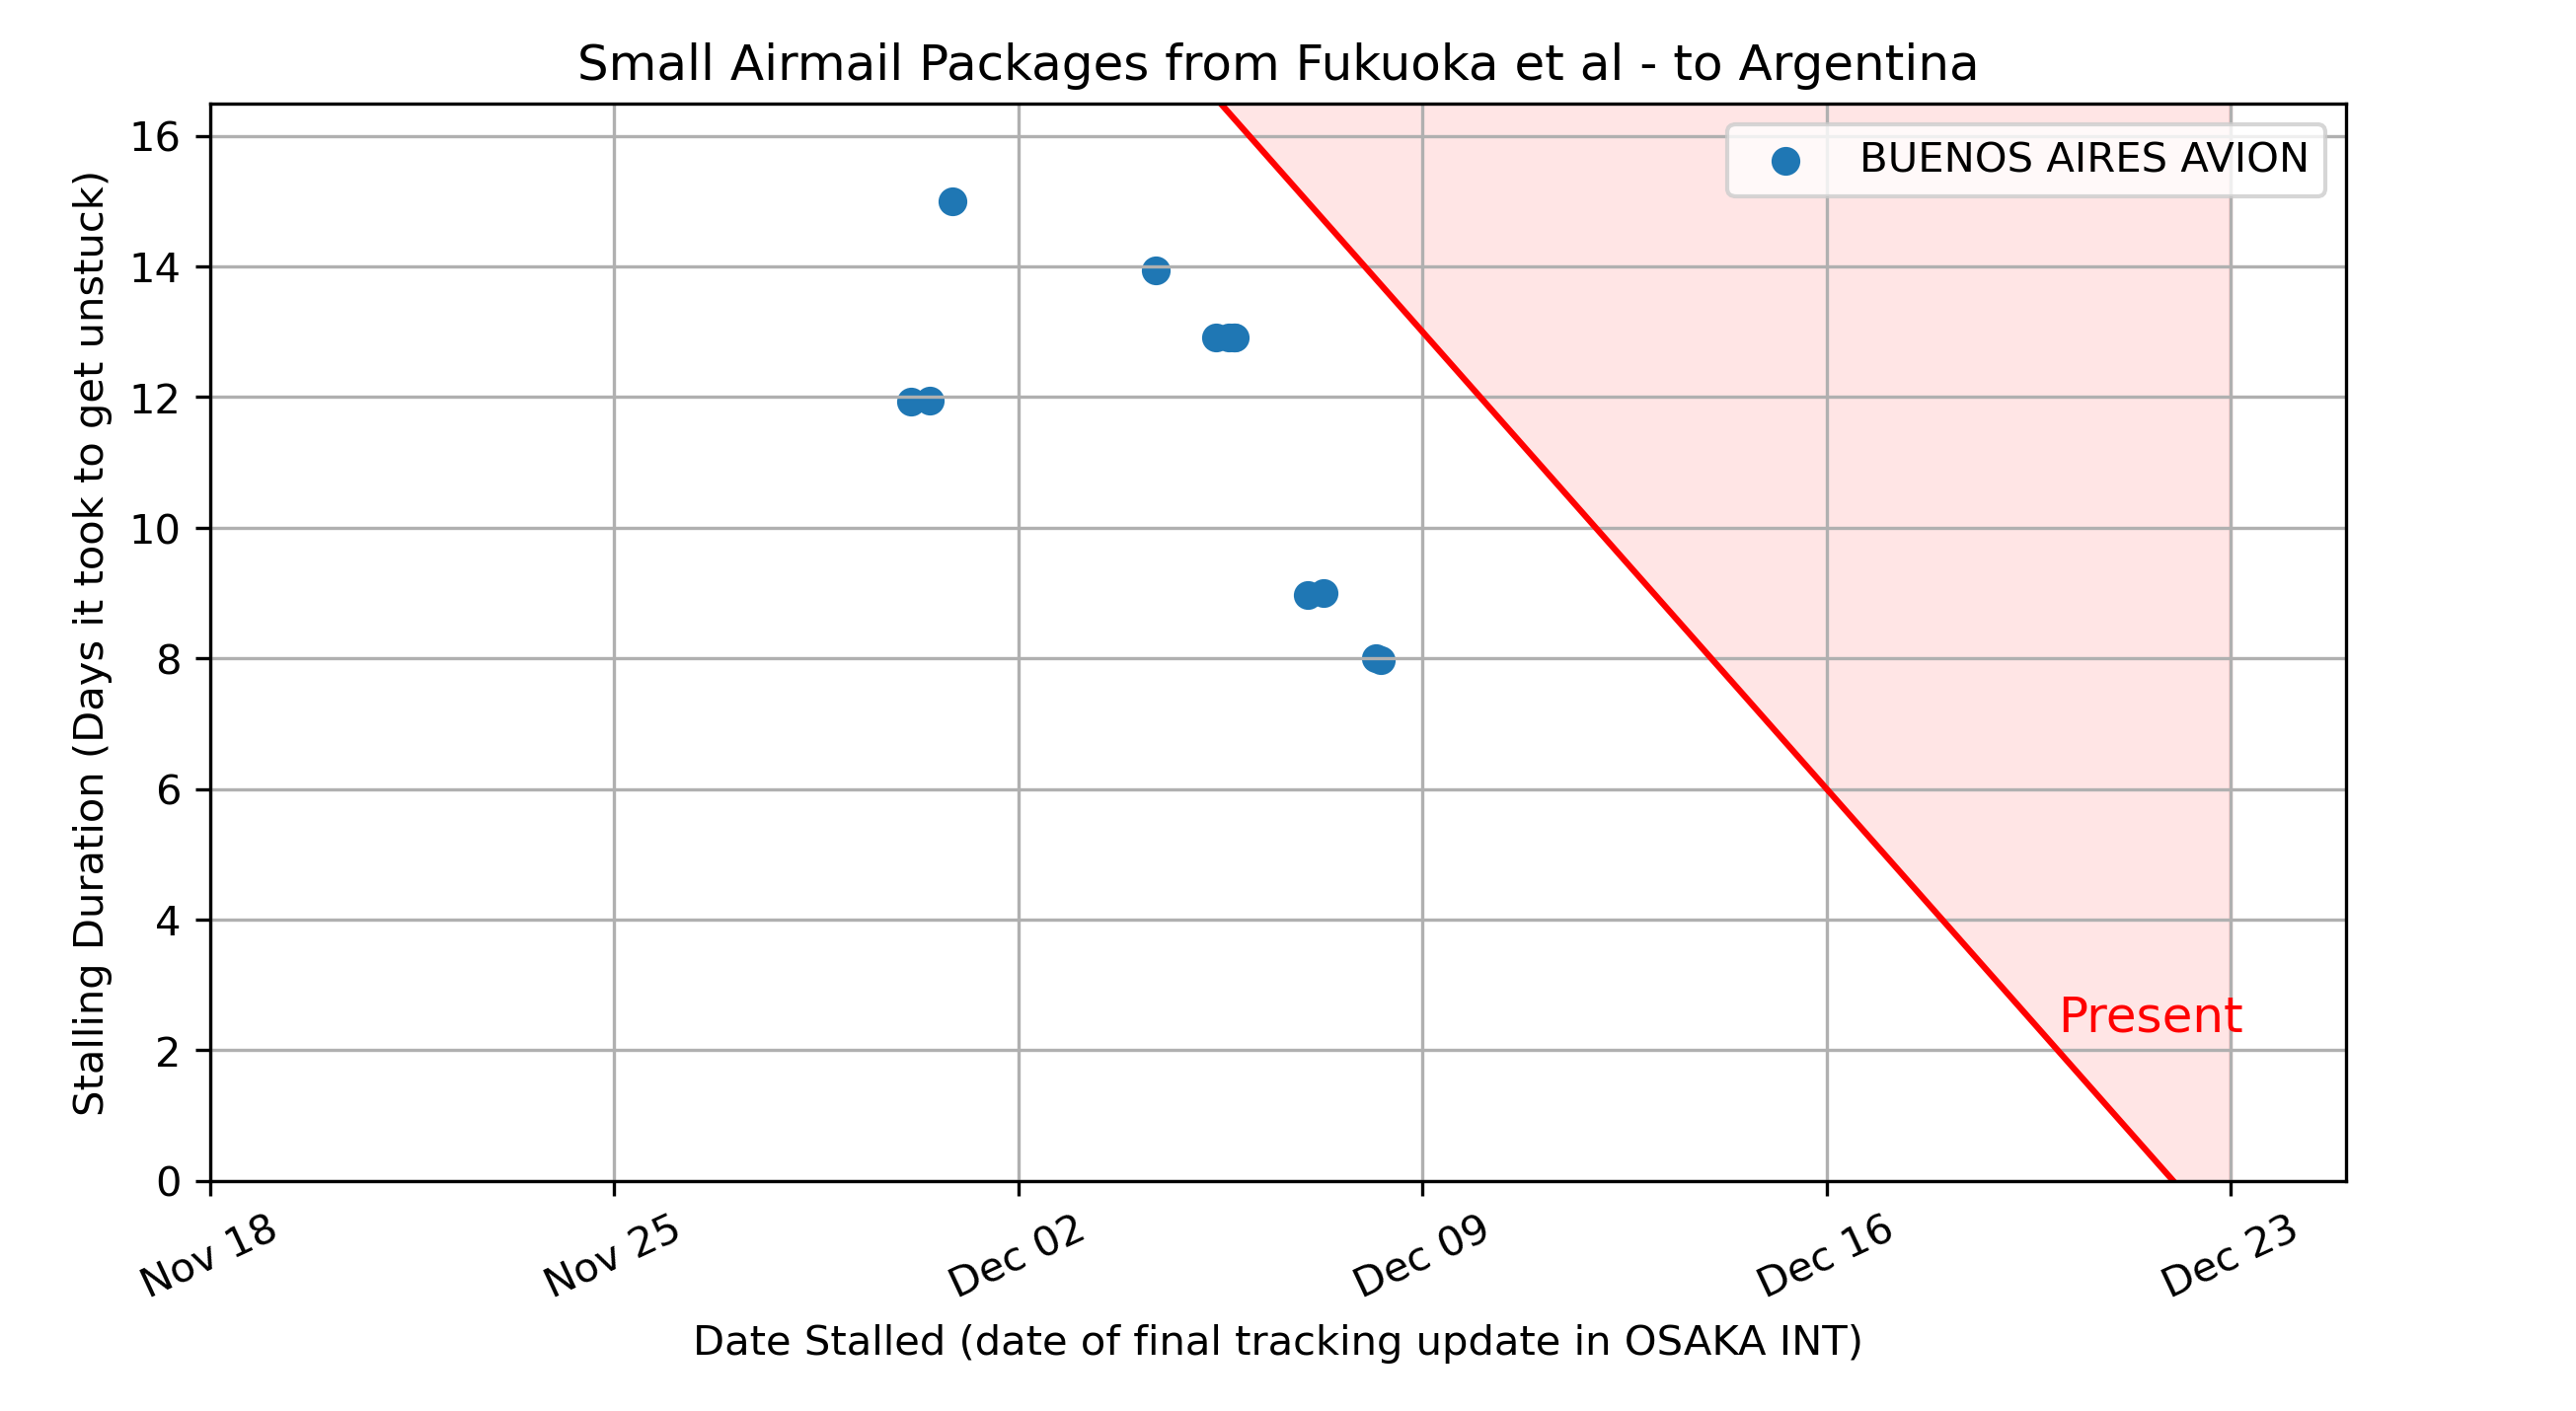 Small Airmail Packages from Fukuoka et al - to Argentina
BUENOS AIRES AVION
Stalling Duration (Days it took to get unstuck)
16
14
12
10
8
6
4
2
0
Present
Nov 18
Nov 25
Dec 02
Dec 09
Dec 16
Dec 23
Date Stalled (date of final tracking update in OSAKA INT)